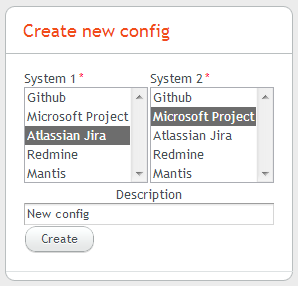 Create new config
System 1 * System 2 *
Github Github
Microsoft Project Microsoft Project
Atlassian Jira Atlassian Jira
Redmine Redmine
Mantis Mantis
Description
New config
Create